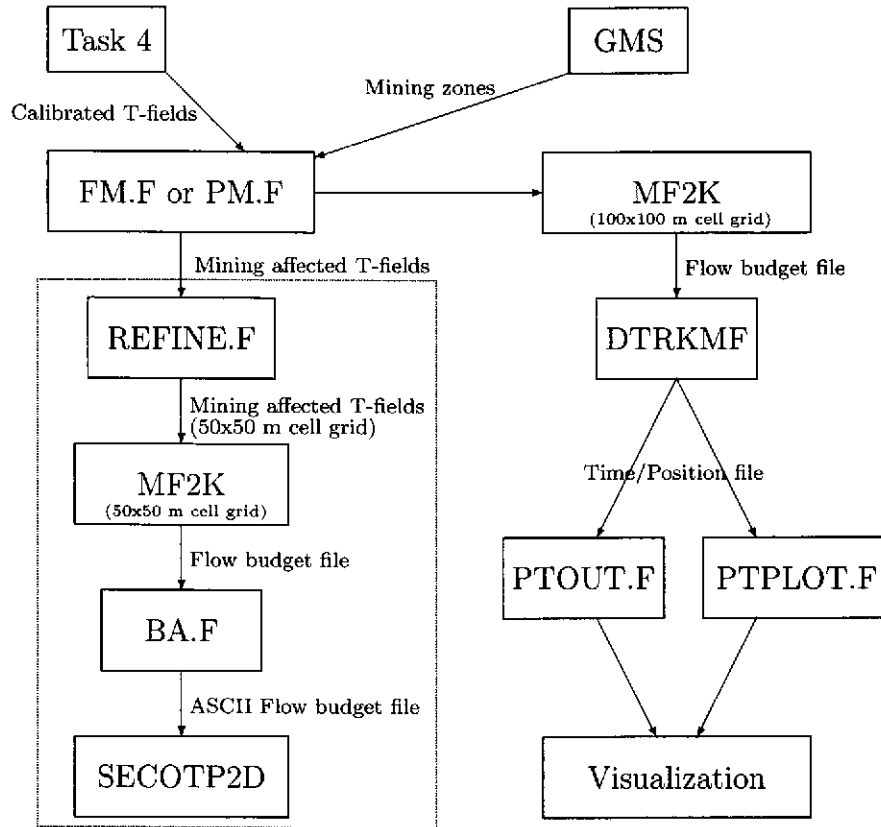 Task 4
GMS
Mining zones
Calibrated T-fields
FM.F or PM.F
MF2K
(100x100 m cell grid)
Mining affected T-fields
Flow budget file
REFINE.F
DTRKMF
Mining affected T-fields
(50x50 m cell grid)
MF2K
(50x50 m cell grid)
Time/Position file
Flow budget file
PTOUT.F
PTPLOT.F
BA.F
ASCII Flow budget file
SECOTP2D
Visualization